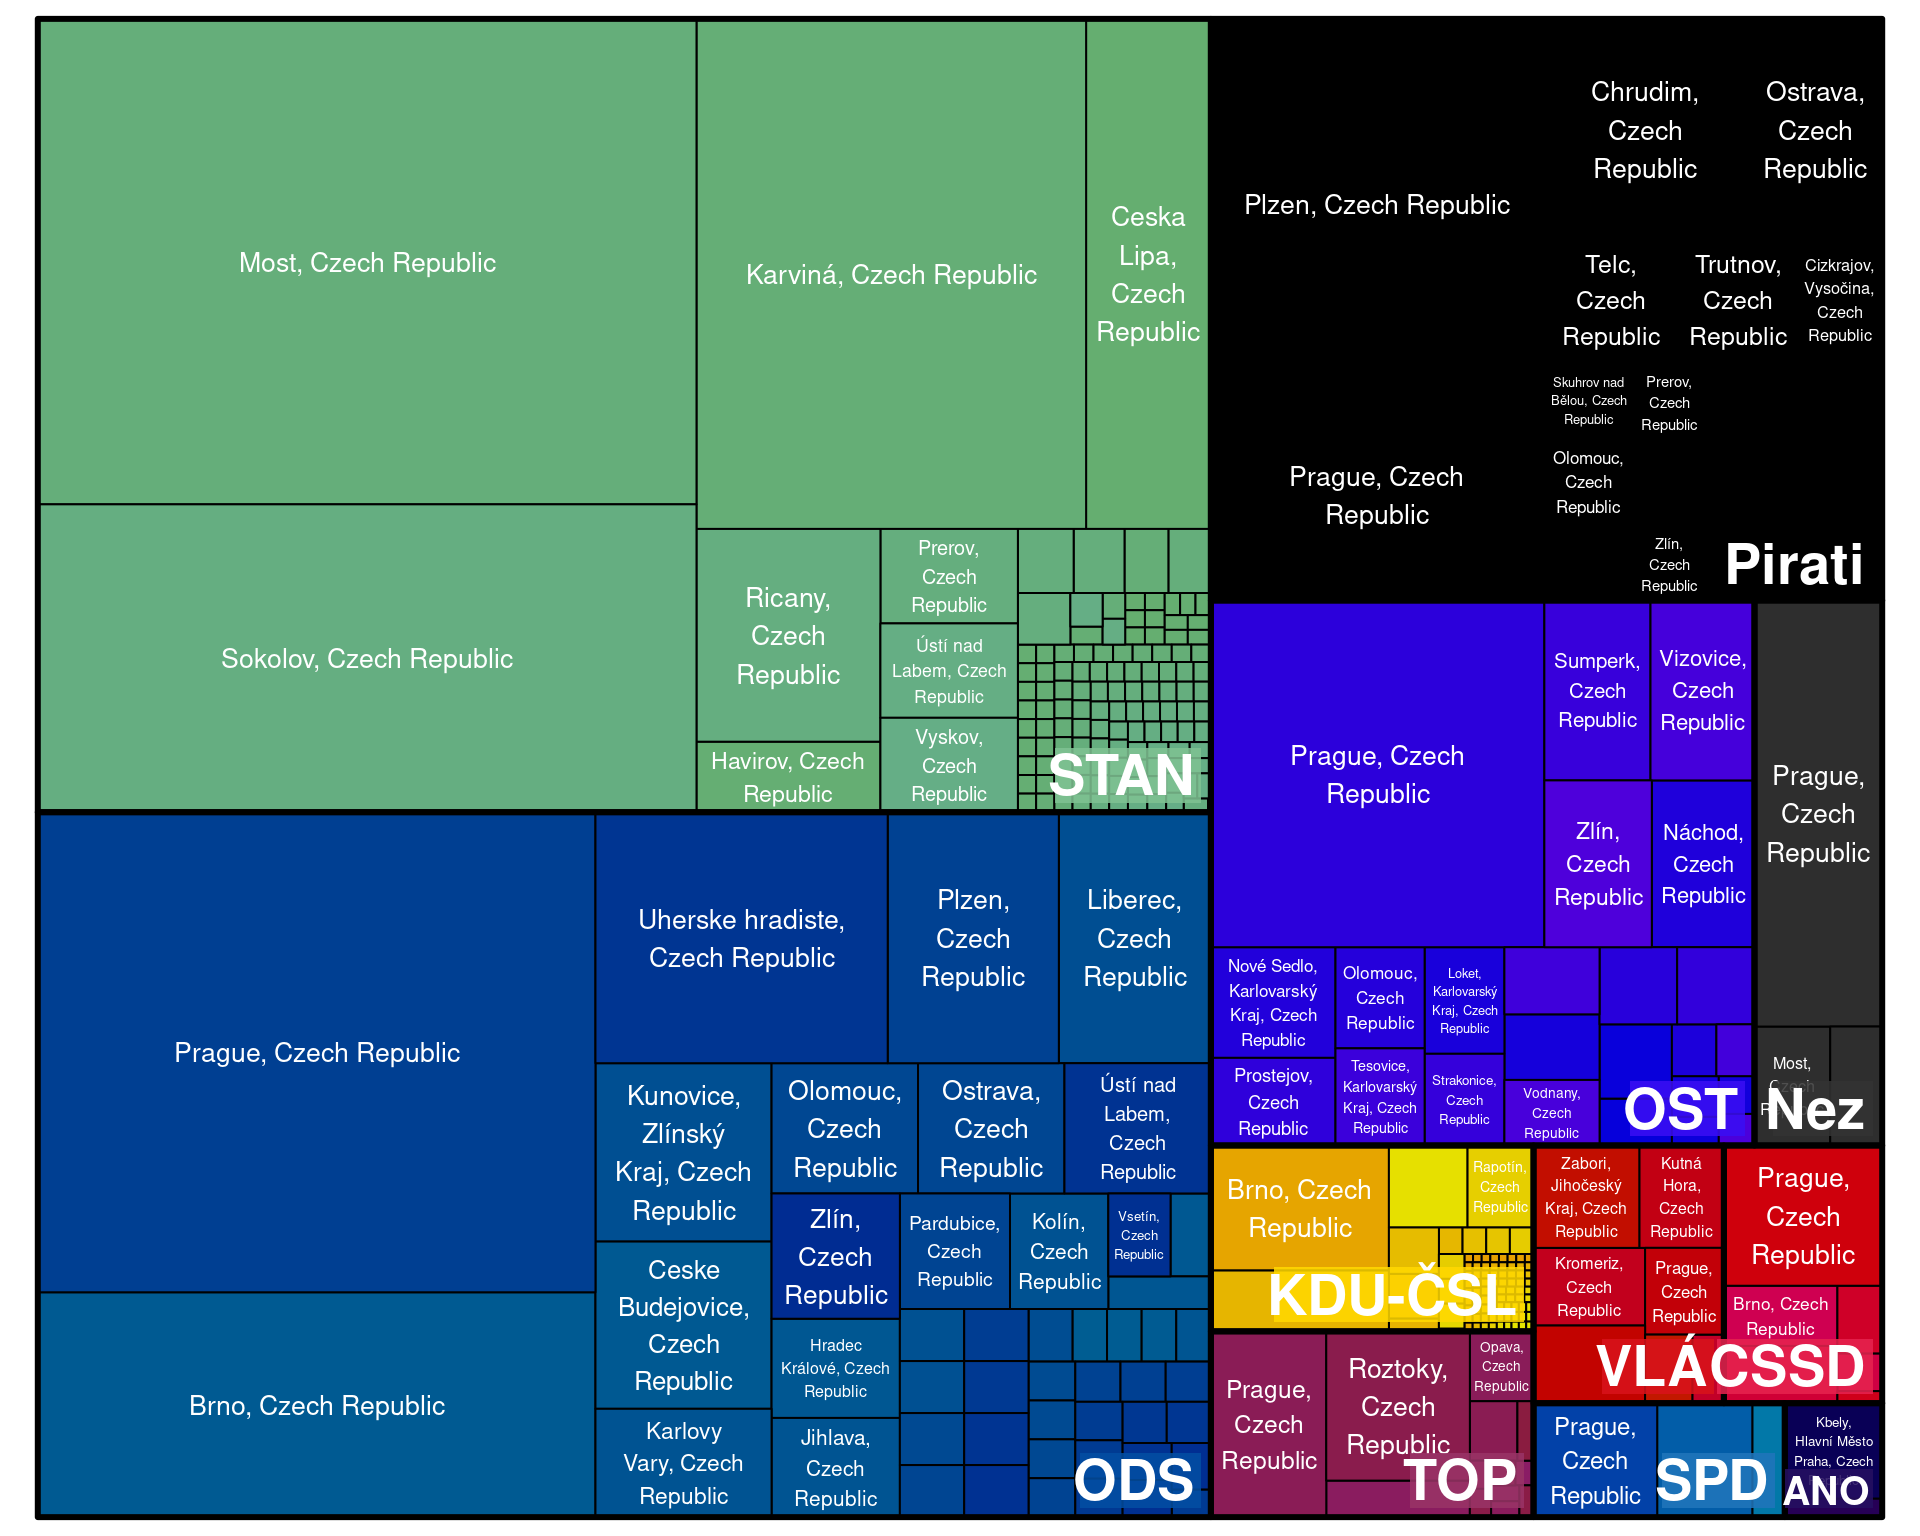 Most, Czech Republic
Sokolov, Czech Republic
Karviná, Czech Republic
Ceska
Lipa,
Czech
Republic
Ricany,
Czech
Republic
Havirov, Czech
Republic
Prerov,
Czech
Republic
Ústí nad
Labem, Czech
Republic
Vyskov,
Czech
Republic
STAN
Plzen, Czech Republic
Prague, Czech
Republic
Chrudim,
Czech
Republic
Ostrava,
Czech
Republic
Telc,
Czech
Republic
Trutnov,
Czech
Republic
Cizkrajov,
Vysočina,
Czech
Republic
Skuhrov nad
Bělou, Czech
Republic
Prerov,
Czech
Republic
Olomouc,
Czech
Republic
Zlín,
Czech
Republic
Pirati
Prague, Czech Republic
Brno, Czech Republic
Uherske hradiste,
Czech Republic
Plzen,
Czech
Republic
Liberec,
Czech
Republic
Kunovice,
Zlínský
Kraj, Czech
Republic
Ceske
Budejovice,
Czech
Republic
Karlovy
Vary, Czech
Republic
Olomouc,
Czech
Republic
Ostrava,
Czech
Republic
Ústí nad
Labem,
Czech
Republic
Zlín,
Czech
Republic
Hradec
Králové, Czech
Republic
Jihlava,
Czech
Republic
Pardubice,
Czech
Republic
Kolín,
Czech
Republic
Vsetín,
Czech
Republic
ODS
Prague, Czech
Republic
Sumperk,
Czech
Republic
Vizovice,
Czech
Republic
Zlín,
Czech
Republic
Náchod,
Czech
Republic
Nové Sedlo,
Karlovarský
Kraj, Czech
Republic
Prostejov,
Czech
Republic
Olomouc,
Czech
Republic
Tesovice,
Karlovarský
Kraj, Czech
Republic
Loket,
Karlovarský
Kraj, Czech
Republic
Strakonice,
Czech
Republic
Vodnany,
Czech
Republic
OST
Prague,
Czech
Republic
Most,
Czech
Nez
Brno, Czech
Republic
Rapotín,
Czech
Republic
KDU-ČSL
Zabori,
Jihočeský
Kraj, Czech
Republic
Kutná
Hora,
Czech
Republic
Kromeriz,
Czech
Republic
Prague,
Czech
Republic
VLÁCSSD
Prague,
Czech
Republic
Brno, Czech
Republic
Prague,
Czech
Republic
Roztoky,
Czech
Republic
Opava,
Czech
Republic
TOP
Prague,
Czech
Republic
SPD
Kbely,
Hlavní Město
Praha, Czech
ANO